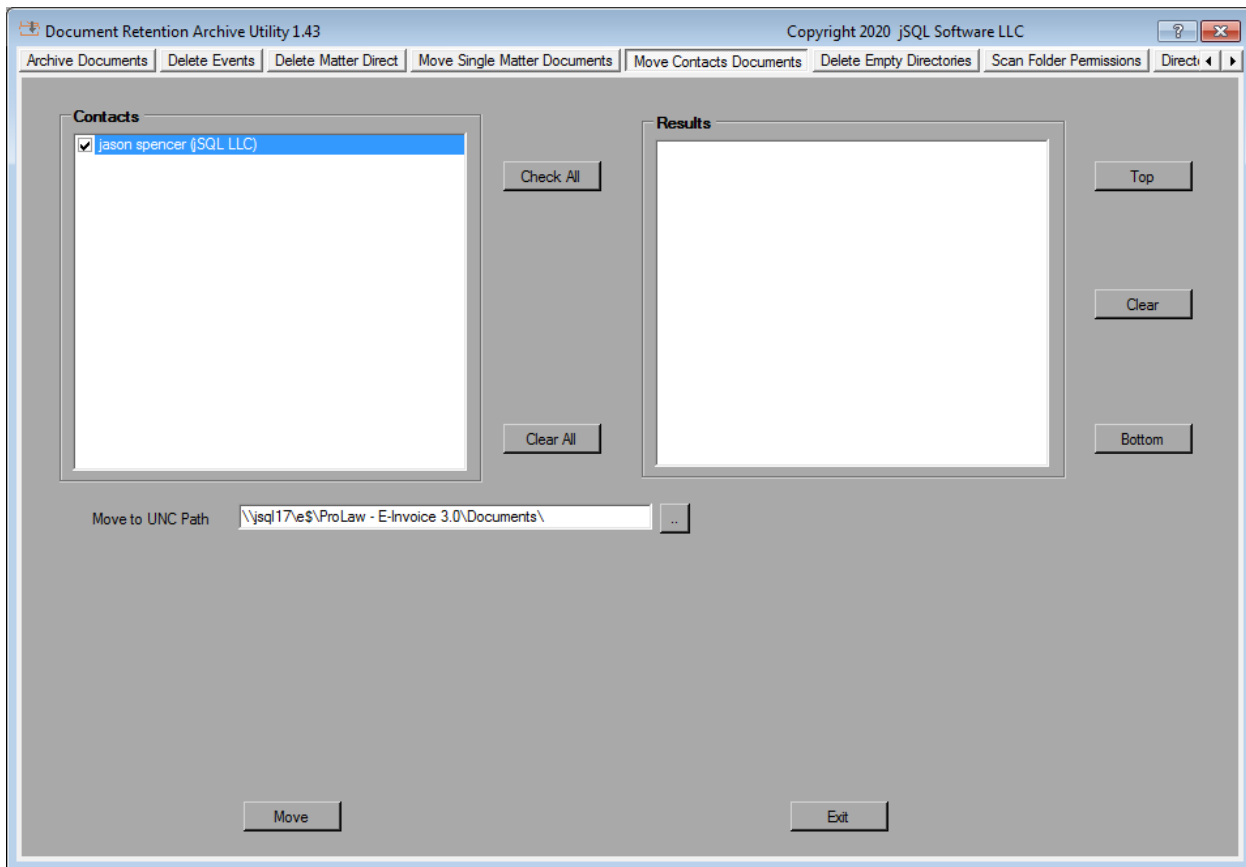 Document Retention Archive Utility 1.43 Copyright 2020 jSQL Software LLC ?
Archive Documents Delete Events Delete Matter Direct Move Single Matter Documents Move Contacts Documents Delete Empty Directories Scan Folder Permissions Direct
Contacts Results
jason spencer (jSQL LLC)
Check All Top
Clear
Clear All Bottom
Move to UNC Path \\jsql17\e$\ProLaw - E-Invoice 3.0\Documents\ ..
Move Exit